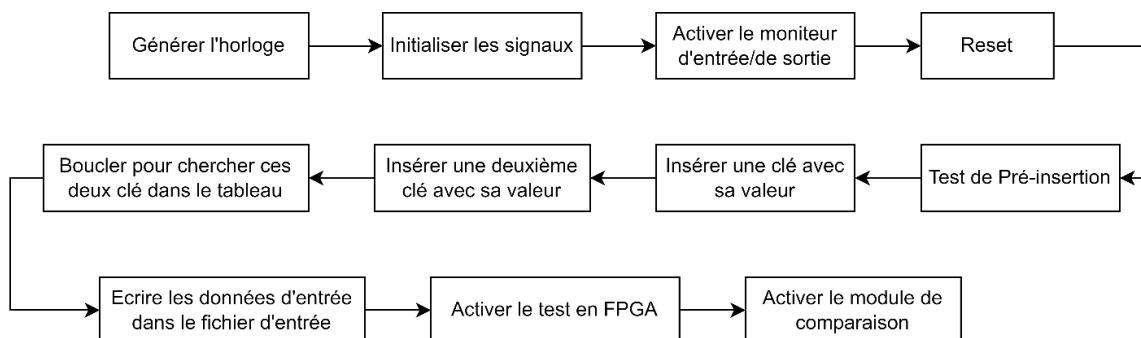 Générer l'horloge
Initialiser les signaux
Activer le moniteur
d'entrée/de sortie
Reset
Test de Pré-insertion
Insérer une clé avec
sa valeur
Insérer une deuxième
clé avec sa valeur
Boucler pour chercher ces
deux clé dans le tableau
Ecrire les données d'entrée
dans le fichier d'entrée
Activer le test en FPGA
Activer le module de
comparaison